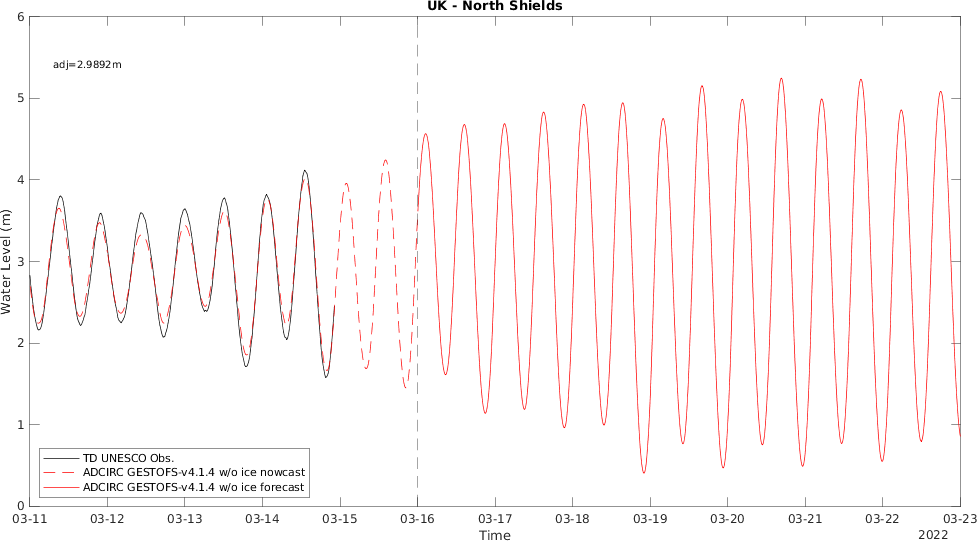 UK - North Shields
adj=2.9892m
6
5
4
3
2
1
0
Water Level (m)
TD UNESCO Obs.
ADCIRC GESTOFS-v4.1.4 w/o ice nowcast
ADCIRC GESTOFS-v4.1.4 w/o ice forecast
03-11 03-12 03-13 03-14 03-15 03-16 03-17 03-18 03-19 03-20 03-21 03-22 03-23
Time
2022